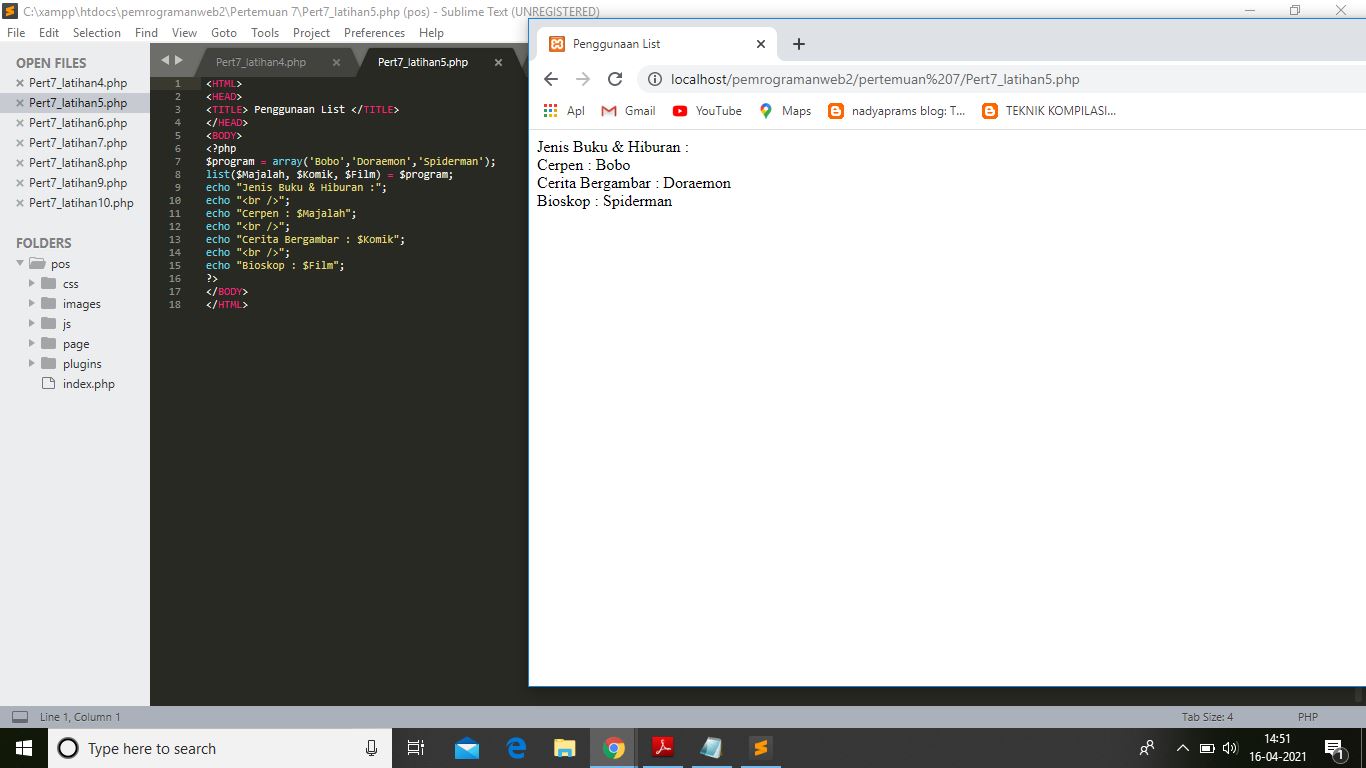 C:\xampp\htdocs\pemrogramanweb2\Pertemuan 7\Pert7_latihan5.php (pos) - Sublime Text (UNREGISTERED)
File Edit Selection Find View Goto Tools Project Preferences Help
OPEN FILES
Pert7_latihan4.php
Pert7_latihan5.php
Pert7_latihan6.php
Pert7_latihan7.php
Pert7_latihan8.php
Pert7_latihan9.php
Pert7_latihan10.php
FOLDERS
pos
css
images
js
page
plugins
index.php
Pert7_latihan4.php Pert7_latihan5.php
1 <HTML>
2 <HEAD>
3 <TITLE> Penggunaan List </TITLE>
4 </HEAD>
5 <BODY>
6 <?php
7 $program = array('Bobo','Doraemon','Spiderman');
8 list($Majalah, $Komik, $Film) = $program;
9 echo "Jenis Buku & Hiburan :";
10 echo "<br />";
11 echo "Cerpen : $Majalah";
12 echo "<br />";
13 echo "Cerita Bergambar : $Komik";
14 echo "<br />";
15 echo "Bioskop : $Film";
16 ?>
17 </BODY>
18 </HTML>
Penggunaan List
localhost/pemrogramanweb2/pertemuan%207/Pert7_latihan5.php
Apl Gmail YouTube Maps nadyaprams blog: T... TEKNIK KOMPILASI...
Jenis Buku & Hiburan :
Cerpen : Bobo
Cerita Bergambar : Doraemon
Bioskop : Spiderman
Line 1, Column 1 Tab Size: 4 PHP
Type here to search
14:51
16-04-2021
1